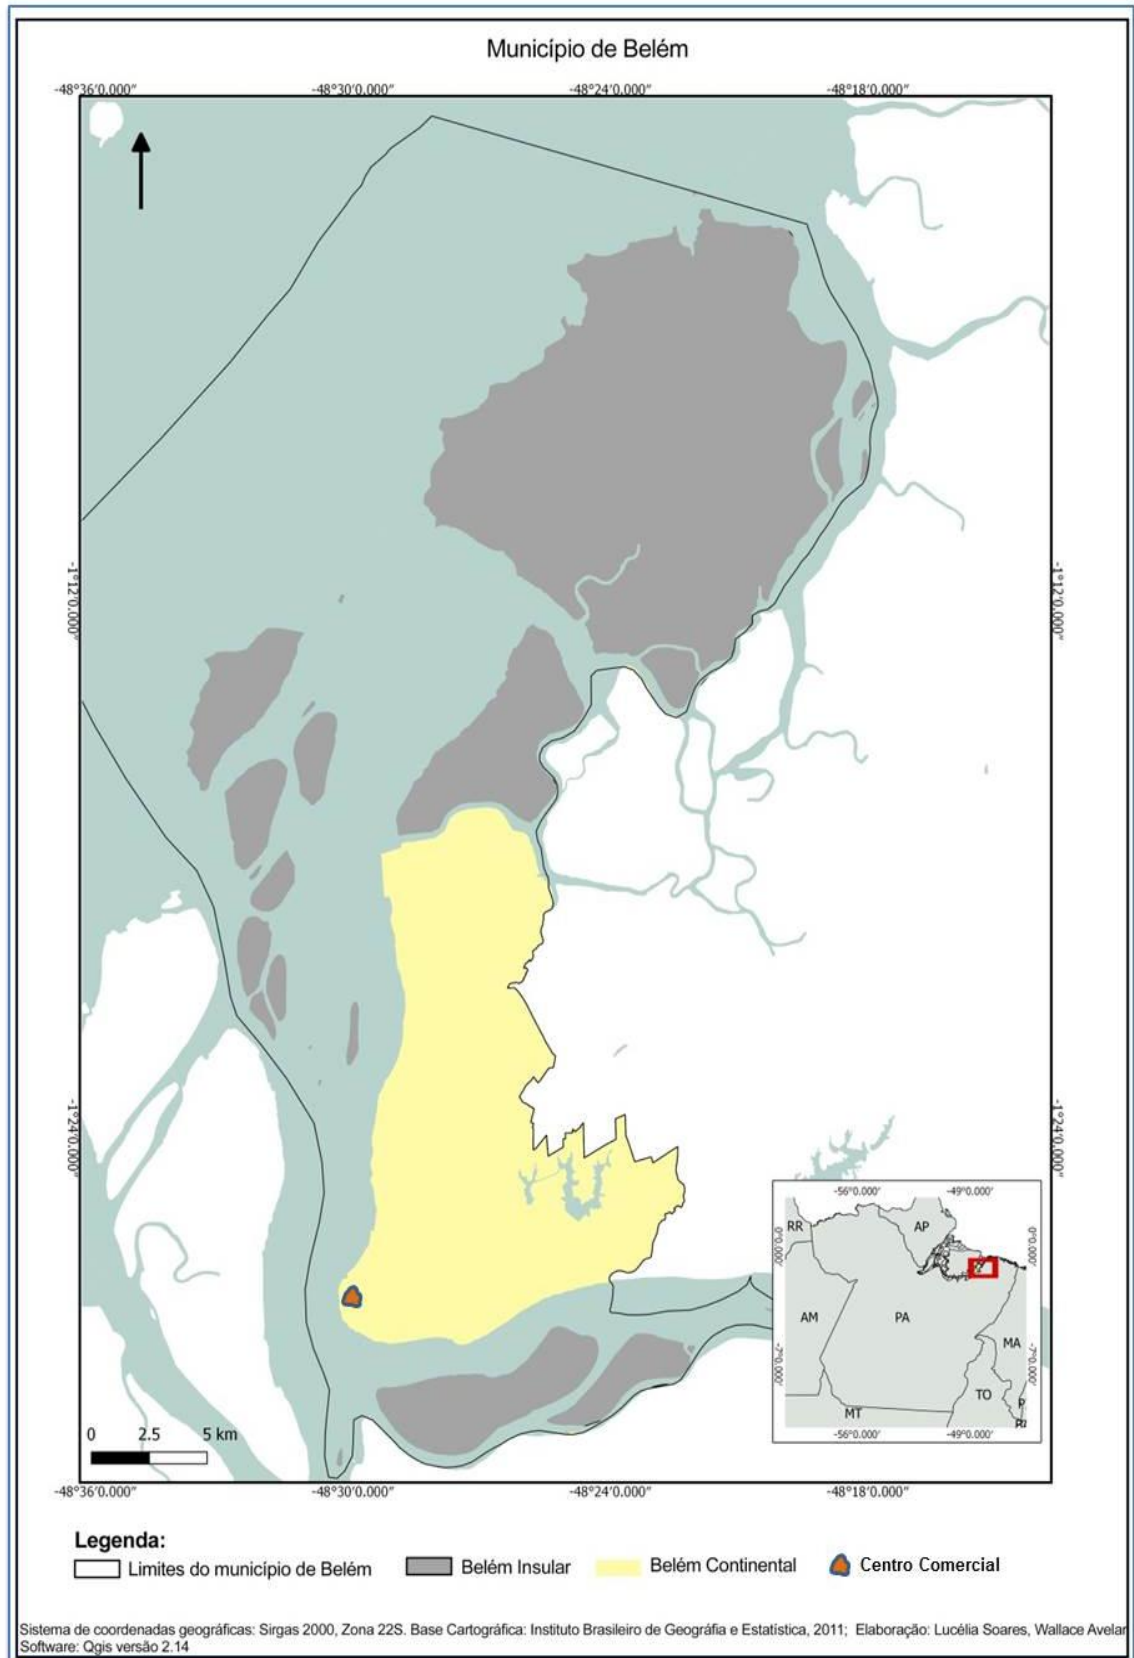 Município de Belém
-48°36'0.000" -48°30'0.000" -48°24'0.000" -48°18'0.000"
-1°12'0.000" -1°12'0.000"
-1°24'0.000" -1°24'0.000"
-56°0.000' -49°0.000'
RR AP
0°0.000' 0°0.000'
AM PA MA
-7°0.000' -7°0.000'
TO
P
MT PI
-56°0.000' -49°0.000'
0 2.5 5 km
-48°36'0.000" -48°30'0.000" -48°24'0.000" -48°18'0.000"
Legenda:
Limites do município de Belém Belém Insular Belém Continental Centro Comercial
Sistema de coordenadas geográficas: Sirgas 2000, Zona 22S. Base Cartográfica: Instituto Brasileiro de Geográfia e Estatística, 2011; Elaboração: Lucélia Soares, Wallace Avelar
Software: Qgis versão 2.14